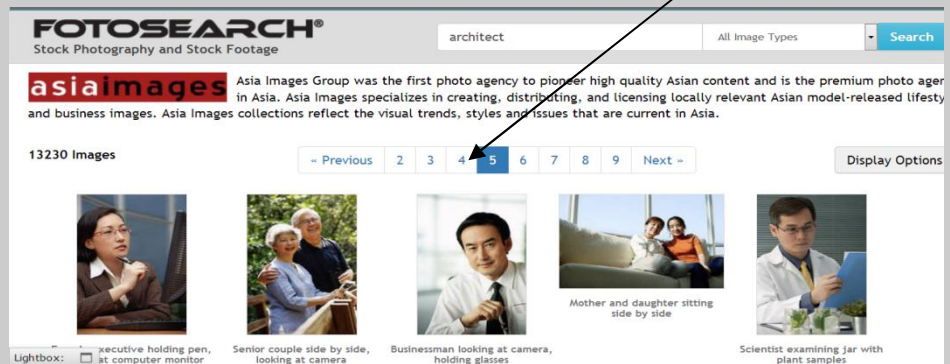 FOTOSEARCH®
Stock Photography and Stock Footage
architect
All Image Types
Search
asiaimages
Asia Images Group was the first photo agency to pioneer high quality Asian content and is the premium photo
in Asia. Asia Images specializes in creating, distributing, and licensing locally relevant Asian model-released
and business images. Asia Images collections reflect the visual trends, styles and issues that are current in Asia.
13230 Images
« Previous 2 3 4 5 6 7 8 9 Next »
Display Options
executive holding pen,
at computer monitor
Senior couple side by side,
looking at camera
Businessman looking at camera,
holding glasses
Mother and daughter sitting
side by side
Scientist examining jar with
plant samples
Lightbox: